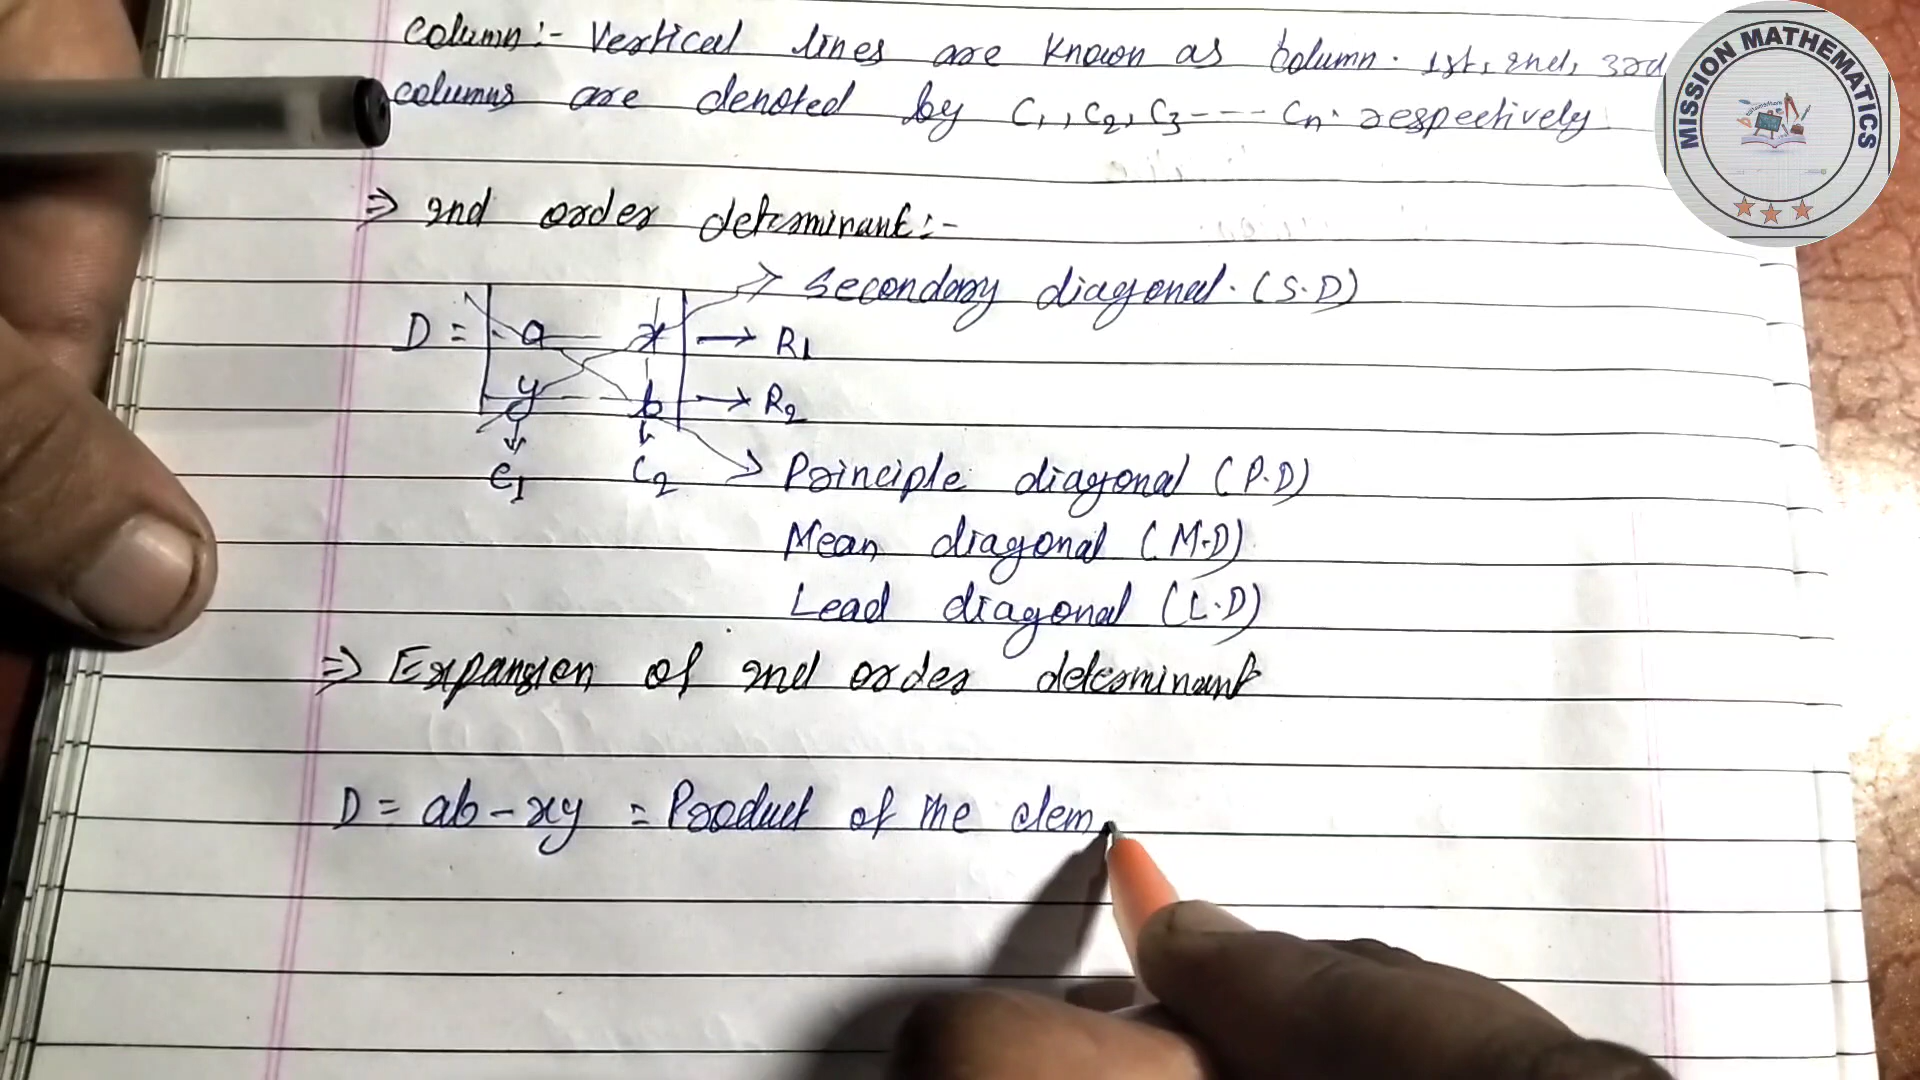 column:- Vertical lines are known as column. 1st, 2nd, 3rd
columns are denoted by C1, C2, C3 --- Cn. respectively
⇒ 2nd order determinant:-
→ Secondary diagonal. (S.D)
D = | a x | → R1
| y b | → R2
C1 C2 → Principle diagonal (P.D)
Mean diagonal (M.D)
Lead diagonal (L.D)
⇒ Expansion of 2nd order determinant
D = ab - xy = Product of the elem
MISSION MATHEMATICS